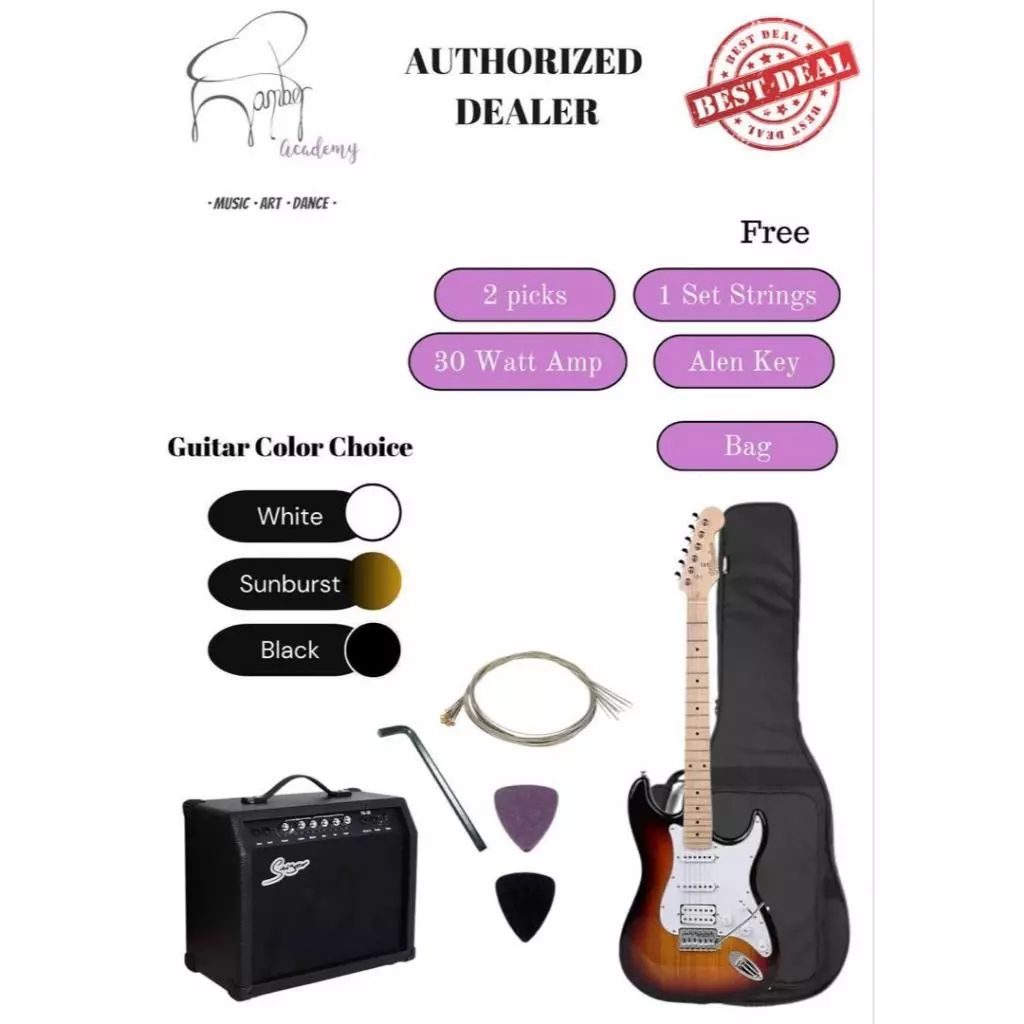 Academy
· MUSIC · ART · DANCE ·
AUTHORIZED
DEALER
BEST DEAL
BEST DEAL
BEST DEAL
Free
2 picks
1 Set Strings
30 Watt Amp
Alen Key
Bag
Guitar Color Choice
White
Sunburst
Black